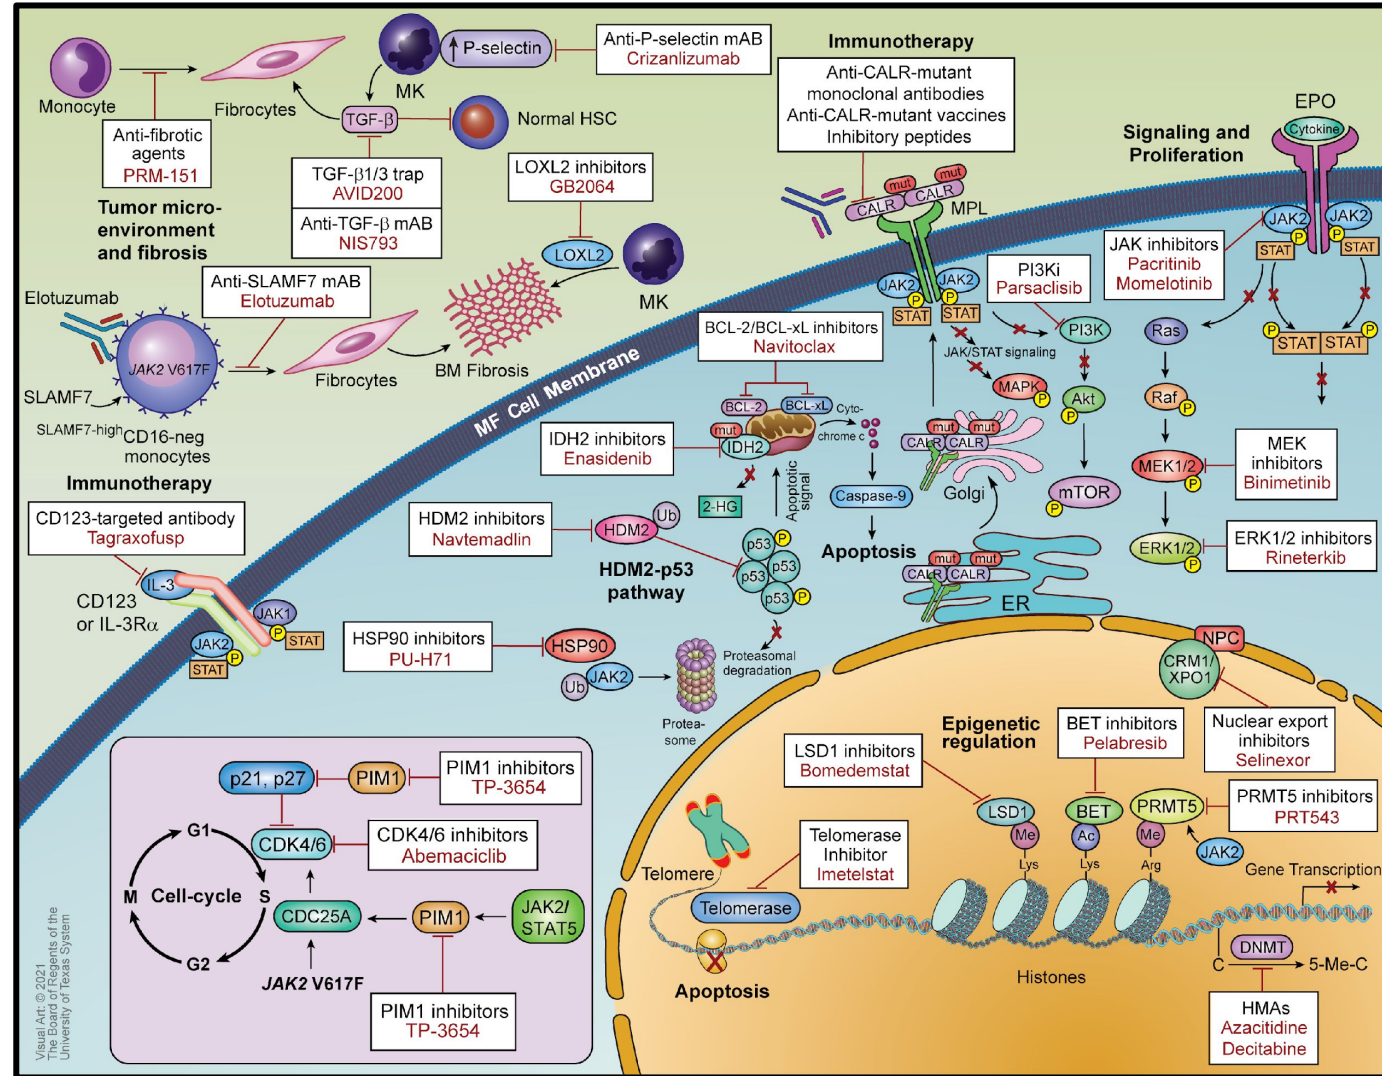 Monocyte
Fibrocytes
MK
P-selectin
Anti-P-selectin mAB
Crizanlizumab
TGF-β
Normal HSC
Anti-fibrotic
agents
PRM-151
TGF-β1/3 trap
AVID200
Anti-TGF-β mAB
NIS793
LOXL2 inhibitors
GB2064
LOXL2
MK
Tumor micro-
environment
and fibrosis
Anti-SLAMF7 mAB
Elotuzumab
Elotuzumab
JAK2 V617F
SLAMF7
SLAMF7-high CD16-neg
monocytes
Fibrocytes
BM Fibrosis
MF Cell Membrane
Immunotherapy
Anti-CALR-mutant
monoclonal antibodies
Anti-CALR-mutant vaccines
Inhibitory peptides
mut
mut
CALR
CALR
MPL
JAK2
JAK2
P
P
STAT
STAT
JAK/STAT signaling
MAPK
P
PI3Ki
Parsaclisib
PI3K
Akt
P
mTOR
P
Signaling and
Proliferation
EPO
Cytokine
JAK2
JAK2
P
P
STAT
STAT
JAK inhibitors
Pacritinib
Momelotinib
P
P
STAT
STAT
Ras
Raf
P
MEK1/2
P
MEK
inhibitors
Binimetinib
ERK1/2
P
ERK1/2 inhibitors
Rineterkib
BCL-2/BCL-xL inhibitors
Navitoclax
BCL-2
BCL-xL
Cyto-
chrome c
mut
IDH2
IDH2 inhibitors
Enasidenib
2-HG
Apoptotic
signal
Caspase-9
Apoptosis
mut
mut
CALR
CALR
Golgi
mut
mut
CALR
CALR
ER
HDM2 inhibitors
Navtemadlin
HDM2
Ub
HDM2-p53
pathway
p53
P
p53
p53
p53
P
Proteasomal
degradation
HSP90 inhibitors
PU-H71
HSP90
Ub
JAK2
Protea-
some
Immunotherapy
CD123-targeted antibody
Tagraxofusp
IL-3
CD123
or IL-3Rα
JAK1
P
STAT
JAK2
P
STAT
p21, p27
PIM1
PIM1 inhibitors
TP-3654
CDK4/6
CDK4/6 inhibitors
Abemaciclib
G1
M
Cell-cycle
S
G2
CDC25A
PIM1
JAK2/
STAT5
JAK2 V617F
PIM1 inhibitors
TP-3654
NPC
CRM1/
XPO1
Nuclear export
inhibitors
Selinexor
Epigenetic
regulation
LSD1 inhibitors
Bomedemstat
BET inhibitors
Pelabresib
PRMT5 inhibitors
PRT543
LSD1
BET
PRMT5
Me
Ac
Me
JAK2
Lys
Lys
Arg
Gene Transcription
Telomere
Telomerase
Inhibitor
Imetelstat
Telomerase
Apoptosis
Histones
DNMT
C
5-Me-C
HMAs
Azacitidine
Decitabine
Visual Art: © 2021
The Board of Regents of the
University of Texas System